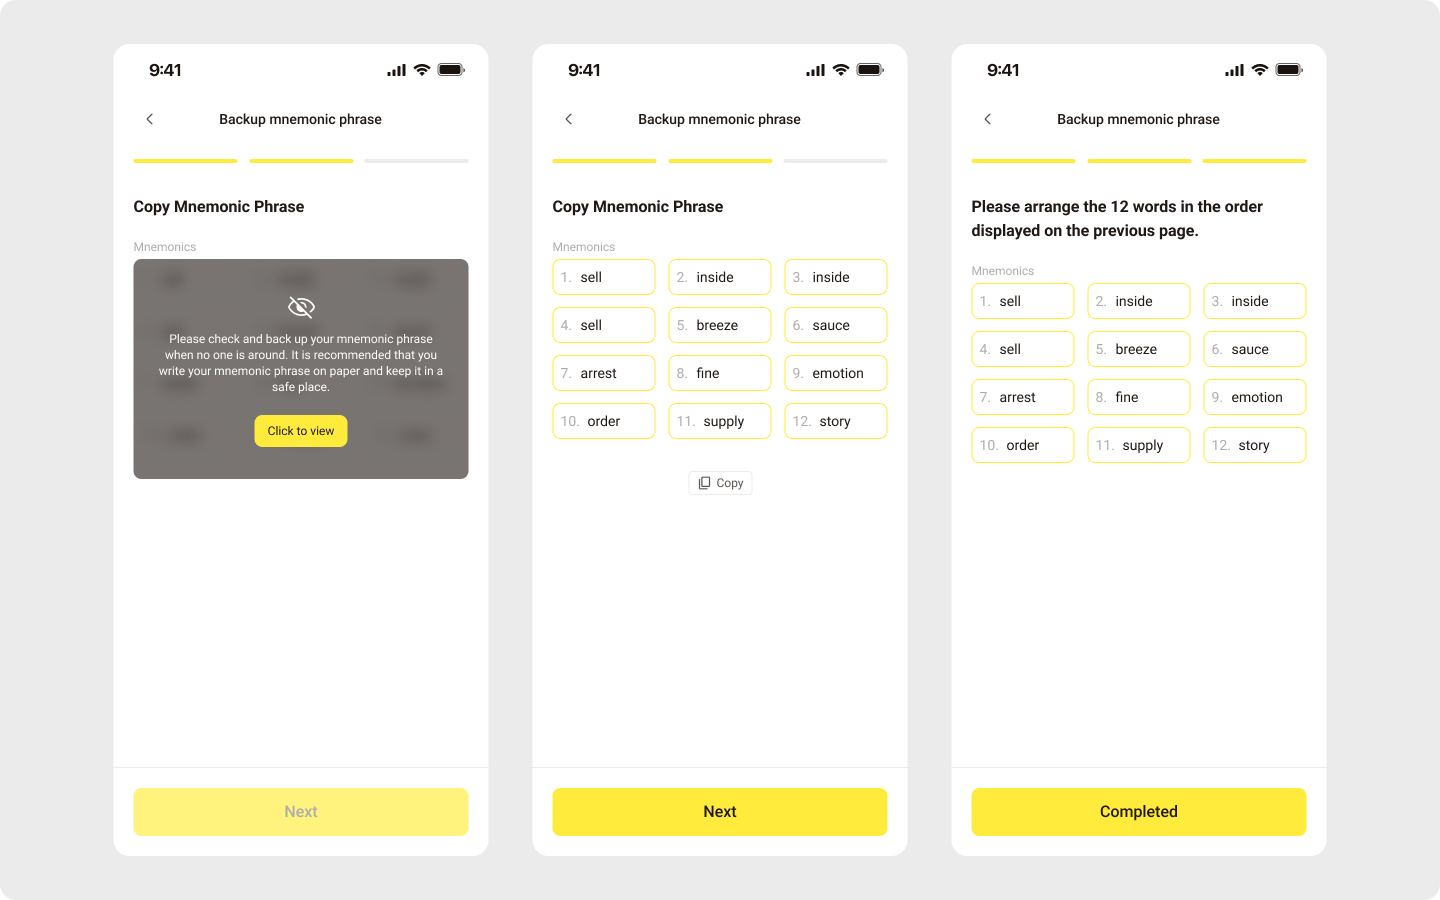 9:41
Backup mnemonic phrase
Copy Mnemonic Phrase
Mnemonics
Please check and back up your mnemonic phrase
when no one is around. It is recommended that you
write your mnemonic phrase on paper and keep it in a
safe place.
Click to view
Next
9:41
Backup mnemonic phrase
Copy Mnemonic Phrase
Mnemonics
1. sell
2. inside
3. inside
4. sell
5. breeze
6. sauce
7. arrest
8. fine
9. emotion
10. order
11. supply
12. story
Copy
Next
9:41
Backup mnemonic phrase
Please arrange the 12 words in the order
displayed on the previous page.
Mnemonics
1. sell
2. inside
3. inside
4. sell
5. breeze
6. sauce
7. arrest
8. fine
9. emotion
10. order
11. supply
12. story
Completed